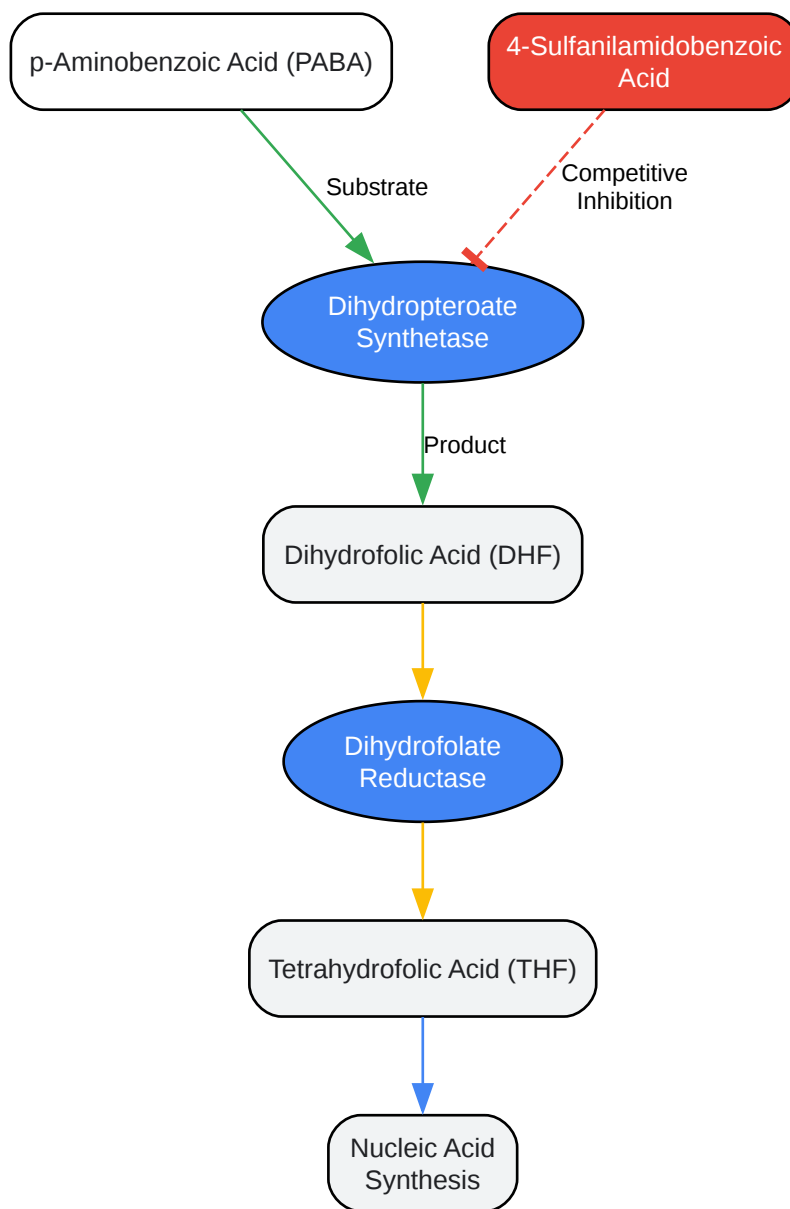 p-Aminobenzoic Acid (PABA)
4-Sulfanilamidobenzoic
Acid
Substrate
Competitive
Inhibition
Dihydropteroate
Synthetase
Product
Dihydrofolic Acid (DHF)
Dihydrofolate
Reductase
Tetrahydrofolic Acid (THF)
Nucleic Acid
Synthesis